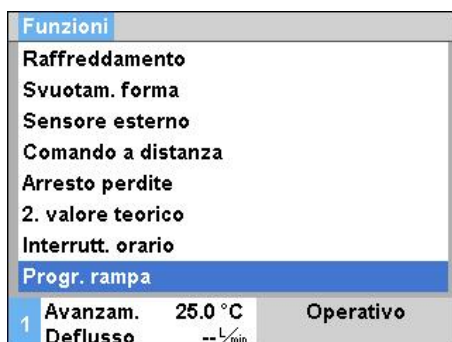 Funzioni
Raffreddamento
Svuotam. forma
Sensore esterno
Comando a distanza
Arresto perdite
2. valore teorico
Interrutt. orario
Progr. rampa
1 Avanzam. 25.0 °C Operativo
Deflusso -- L/min